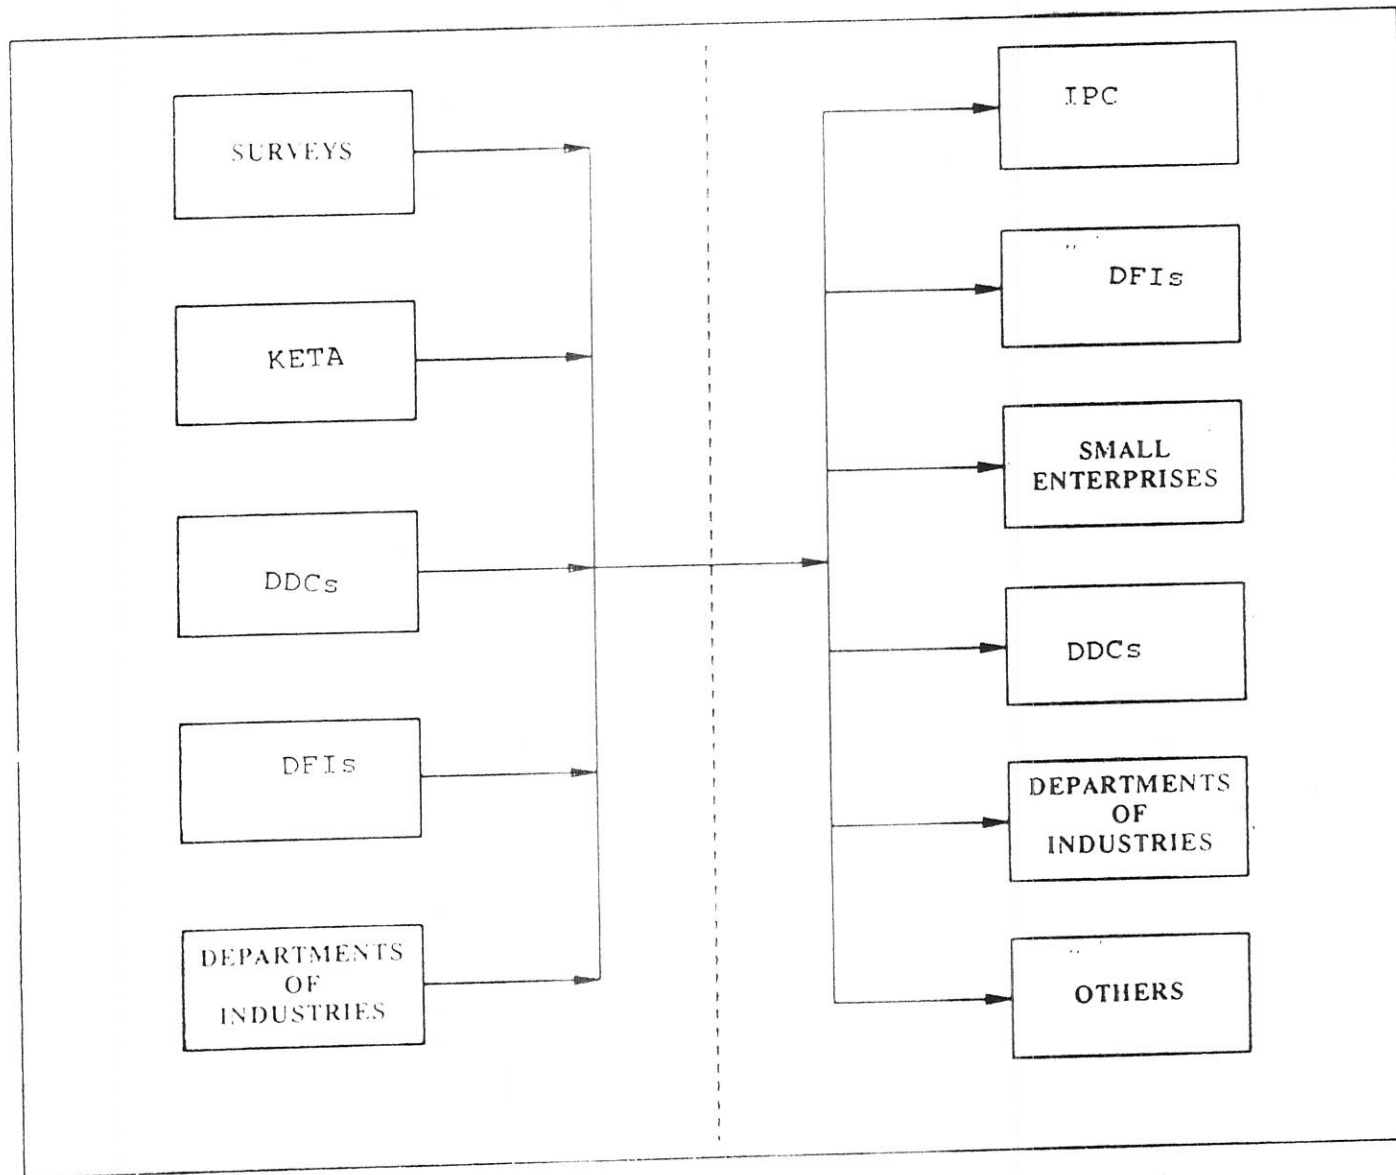 SURVEYS
KETA
DDCs
DFIs
DEPARTMENTS
OF
INDUSTRIES
IPC
DFIs
SMALL
ENTERPRISES
DDCs
DEPARTMENTS
OF
INDUSTRIES
OTHERS